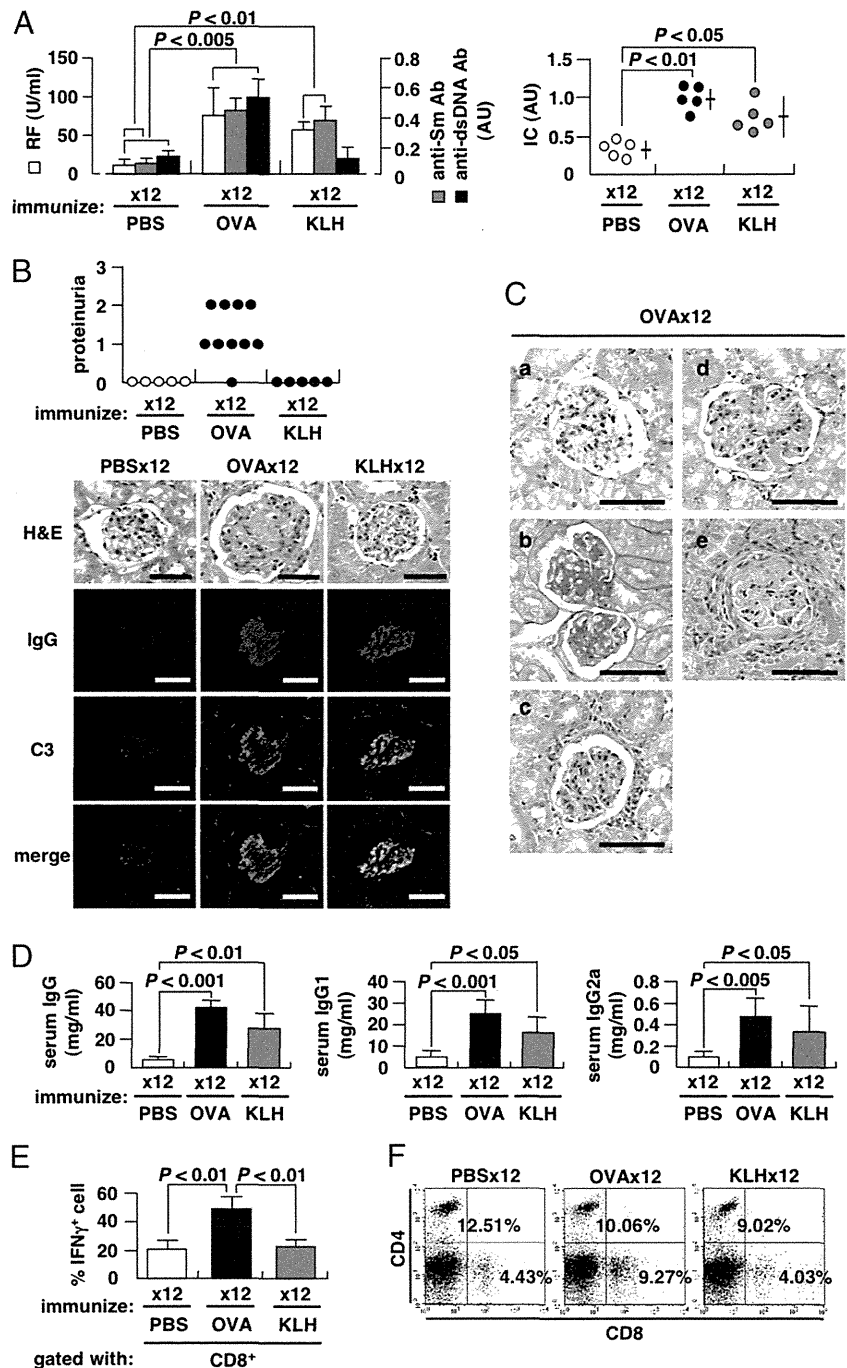 A
P < 0.01
P < 0.005
RF (U/ml)
150
100
50
0
0.8
0.6
0.4
0.2
0
anti-Sm Ab
anti-dsDNA Ab
(AU)
x12 x12 x12
immunize:
PBS OVA KLH
P < 0.05
P < 0.01
IC (AU)
1.5
1.0
0.5
0
x12 x12 x12
PBS OVA KLH
B
proteinuria
3
2
1
0
x12 x12 x12
immunize:
PBS OVA KLH
PBSx12 OVAx12 KLHx12
H&E
IgG
C3
merge
C
OVAx12
a
d
b
e
c
D
P < 0.01
P < 0.001
serum IgG
(mg/ml)
60
40
20
0
x12 x12 x12
immunize:
PBS OVA KLH
P < 0.05
P < 0.001
serum IgG1
(mg/ml)
40
30
20
10
0
x12 x12 x12
PBS OVA KLH
P < 0.05
P < 0.005
serum IgG2a
(mg/ml)
0.8
0.6
0.4
0.2
0
x12 x12 x12
PBS OVA KLH
E
P < 0.01 P < 0.01
% IFNγ+ cell
60
40
20
0
x12 x12 x12
immunize:
PBS OVA KLH
gated with: CD8+
F
PBSx12 OVAx12 KLHx12
CD4
12.51% 10.06% 9.02%
4.43% 9.27% 4.03%
CD8